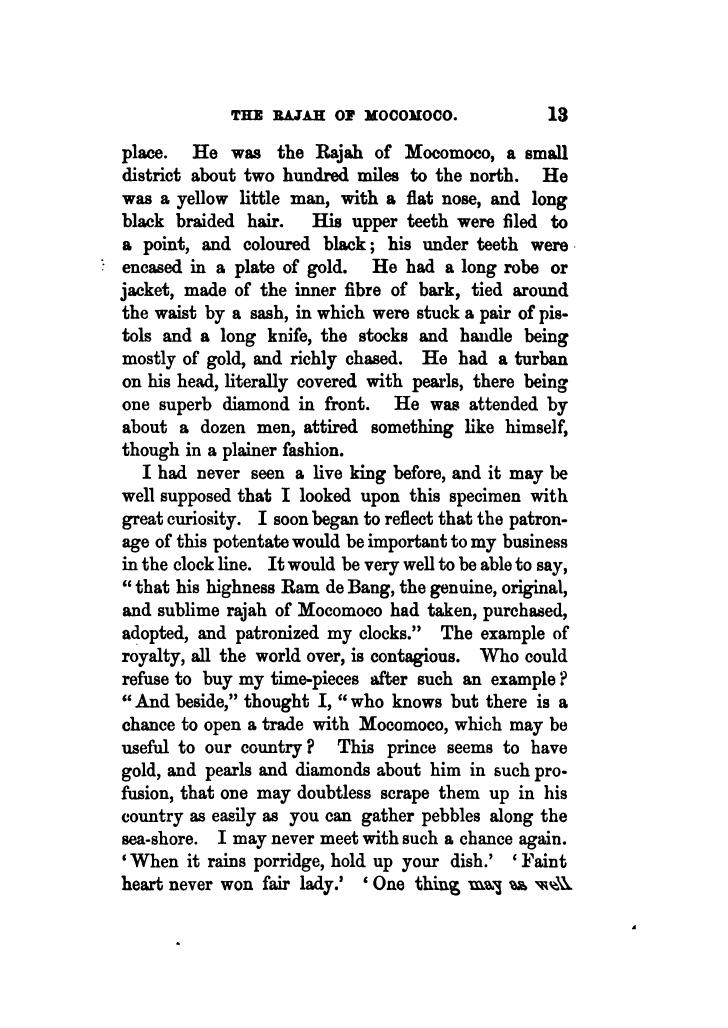 THE RAJAH OF MOCOMOCO. 13
place. He was the Rajah of Mocomoco, a small
district about two hundred miles to the north. He
was a yellow little man, with a flat nose, and long
black braided hair. His upper teeth were filed to
a point, and coloured black; his under teeth were
encased in a plate of gold. He had a long robe or
jacket, made of the inner fibre of bark, tied around
the waist by a sash, in which were stuck a pair of pis-
tols and a long knife, the stocks and handle being
mostly of gold, and richly chased. He had a turban
on his head, literally covered with pearls, there being
one superb diamond in front. He was attended by
about a dozen men, attired something like himself,
though in a plainer fashion.
I had never seen a live king before, and it may be
well supposed that I looked upon this specimen with
great curiosity. I soon began to reflect that the patron-
age of this potentate would be important to my business
in the clock line. It would be very well to be able to say,
“that his highness Ram de Bang, the genuine, original,
and sublime rajah of Mocomoco had taken, purchased,
adopted, and patronized my clocks.” The example of
royalty, all the world over, is contagious. Who could
refuse to buy my time-pieces after such an example?
“And beside,” thought I, “who knows but there is a
chance to open a trade with Mocomoco, which may be
useful to our country? This prince seems to have
gold, and pearls and diamonds about him in such pro-
fusion, that one may doubtless scrape them up in his
country as easily as you can gather pebbles along the
sea-shore. I may never meet with such a chance again.
‘When it rains porridge, hold up your dish.’ ‘Faint
heart never won fair lady.’ ‘One thing may as well